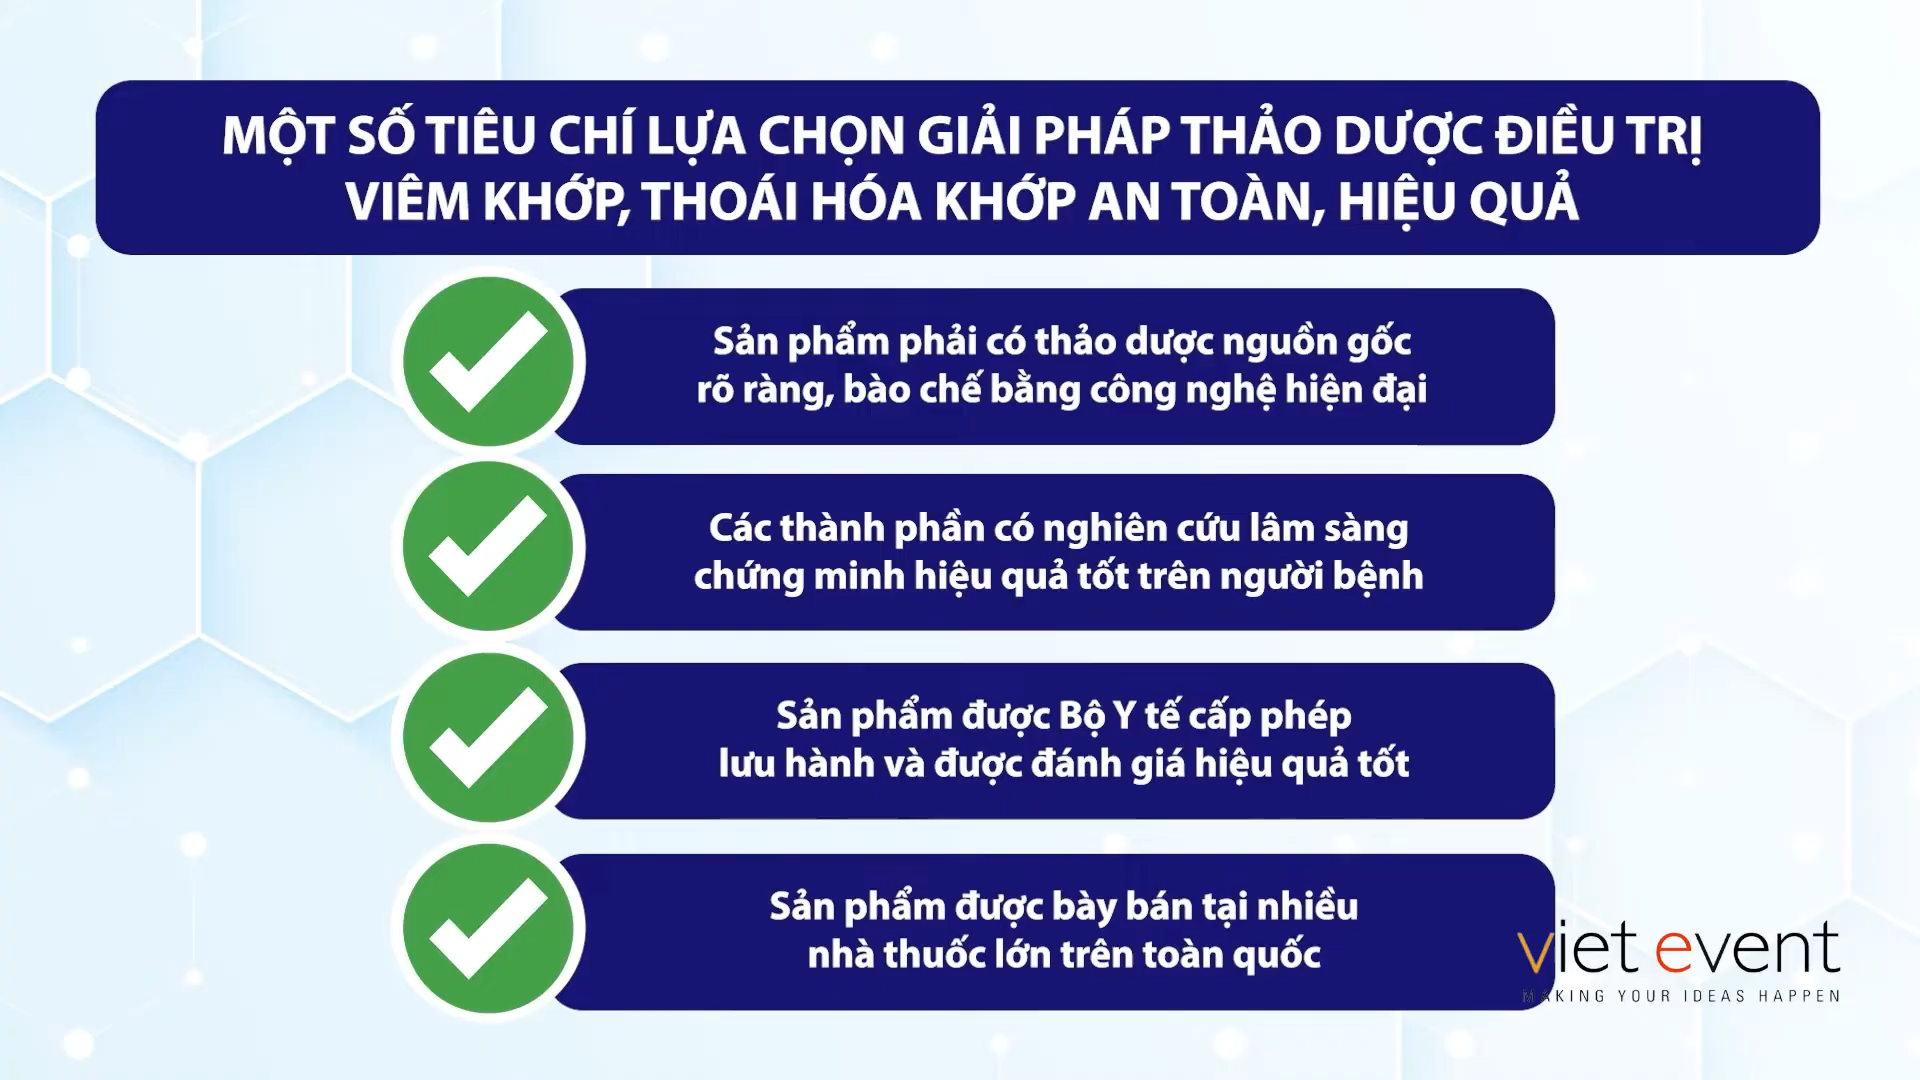 MỘT SỐ TIÊU CHÍ LỰA CHỌN GIẢI PHÁP THẢO DƯỢC ĐIỀU TRỊ
VIÊM KHỚP, THOÁI HÓA KHỚP AN TOÀN, HIỆU QUẢ
Sản phẩm phải có thảo dược nguồn gốc
rõ ràng, bào chế bằng công nghệ hiện đại
Các thành phần có nghiên cứu lâm sàng
chứng minh hiệu quả tốt trên người bệnh
Sản phẩm được Bộ Y tế cấp phép
lưu hành và được đánh giá hiệu quả tốt
Sản phẩm được bày bán tại nhiều
nhà thuốc lớn trên toàn quốc
viet event
MAKING YOUR IDEAS HAPPEN